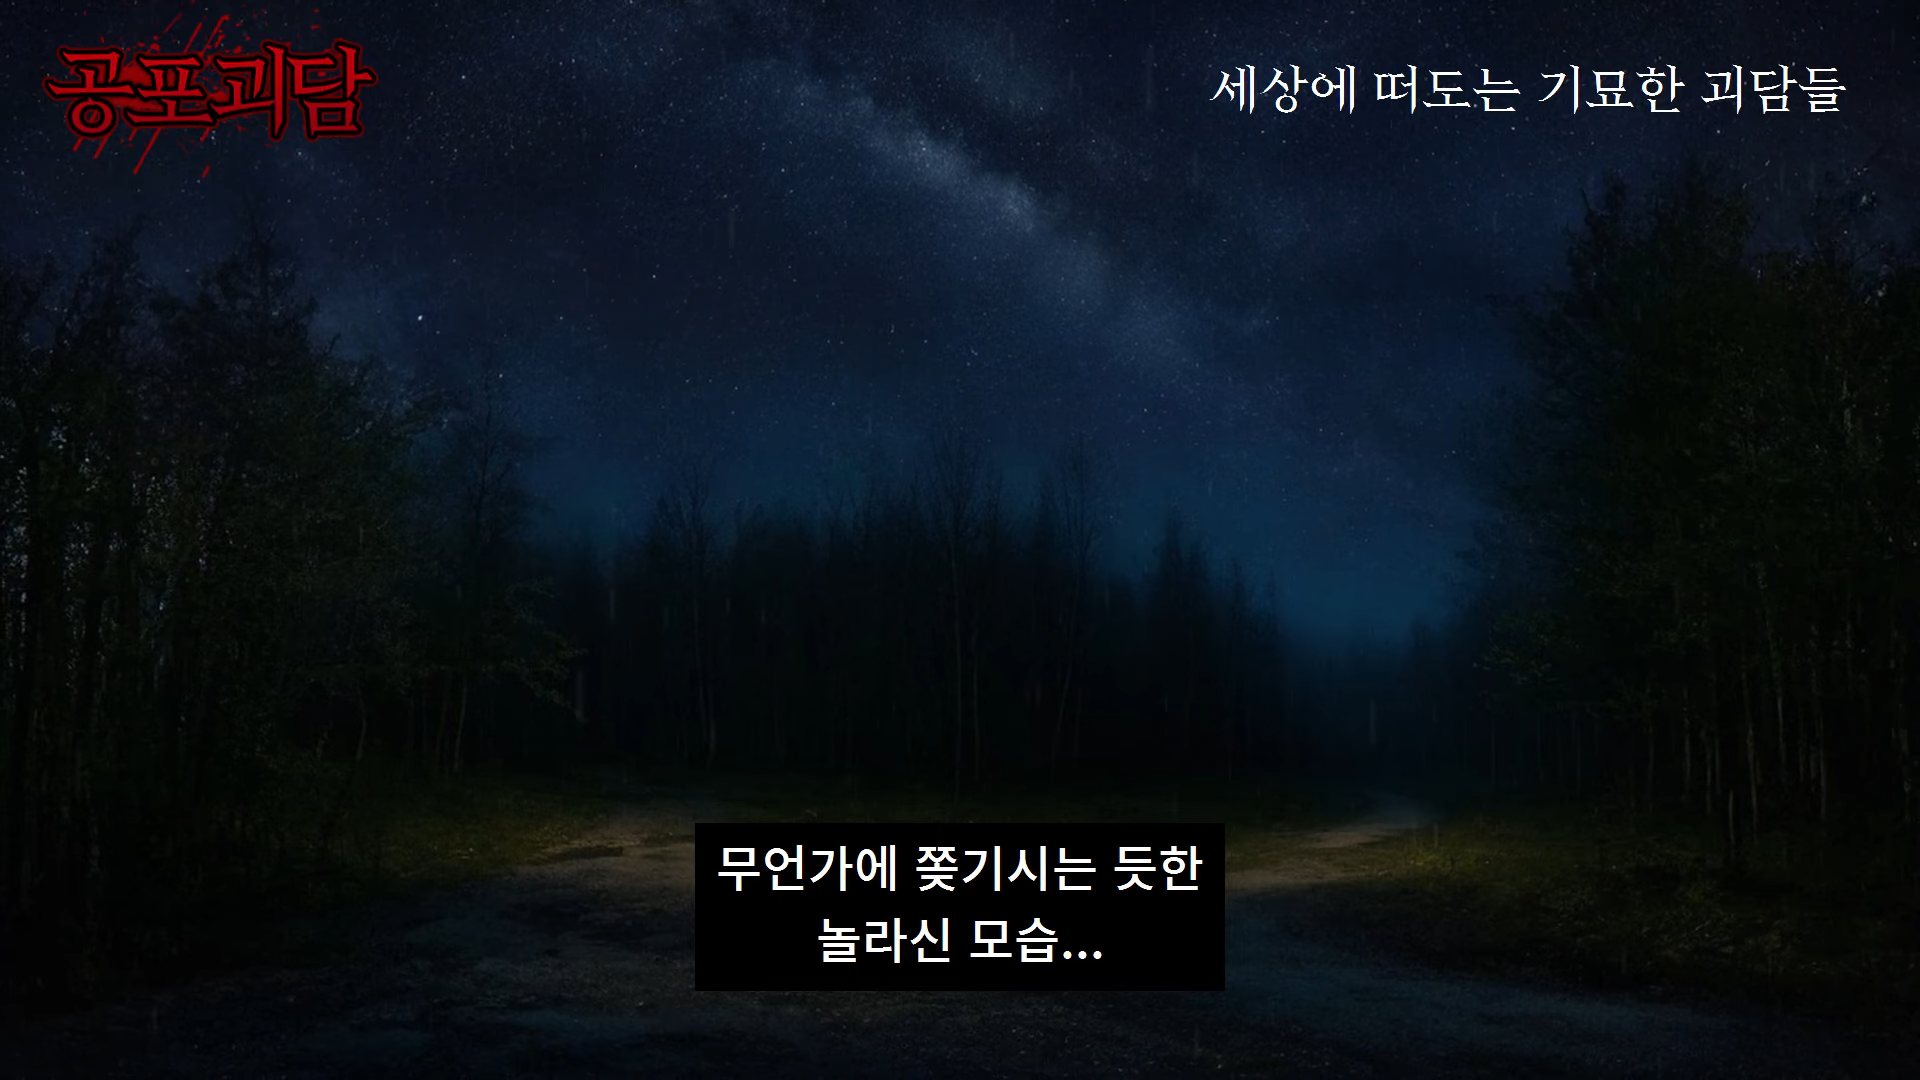 공포괴담
세상에 떠도는 기묘한 괴담들
무언가에 쫒기시는 듯한
놀라신 모습...